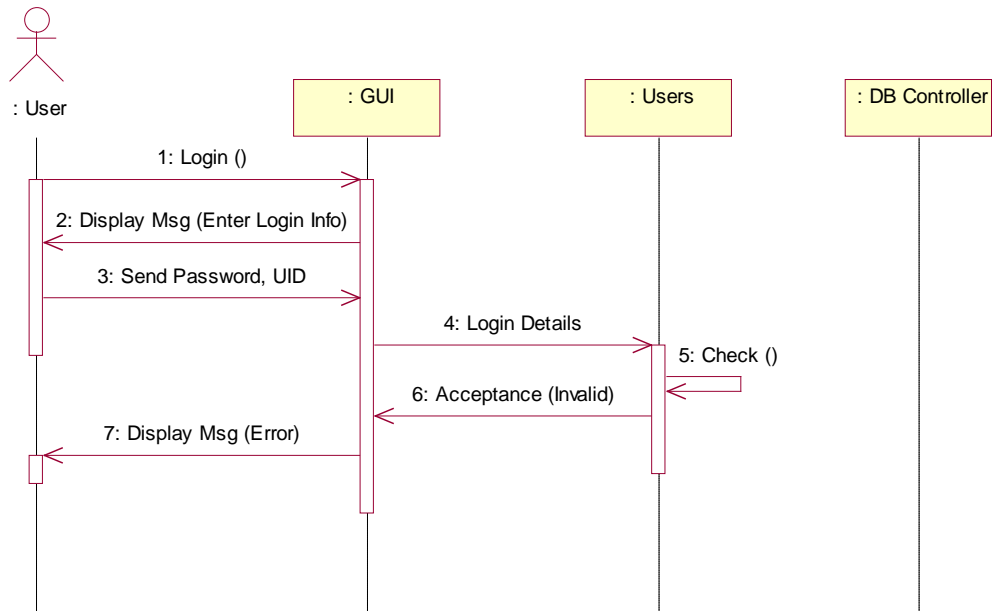 : User
: GUI
: Users
: DB Controller
1: Login ()
2: Display Msg (Enter Login Info)
3: Send Password, UID
4: Login Details
5: Check ()
6: Acceptance (Invalid)
7: Display Msg (Error)